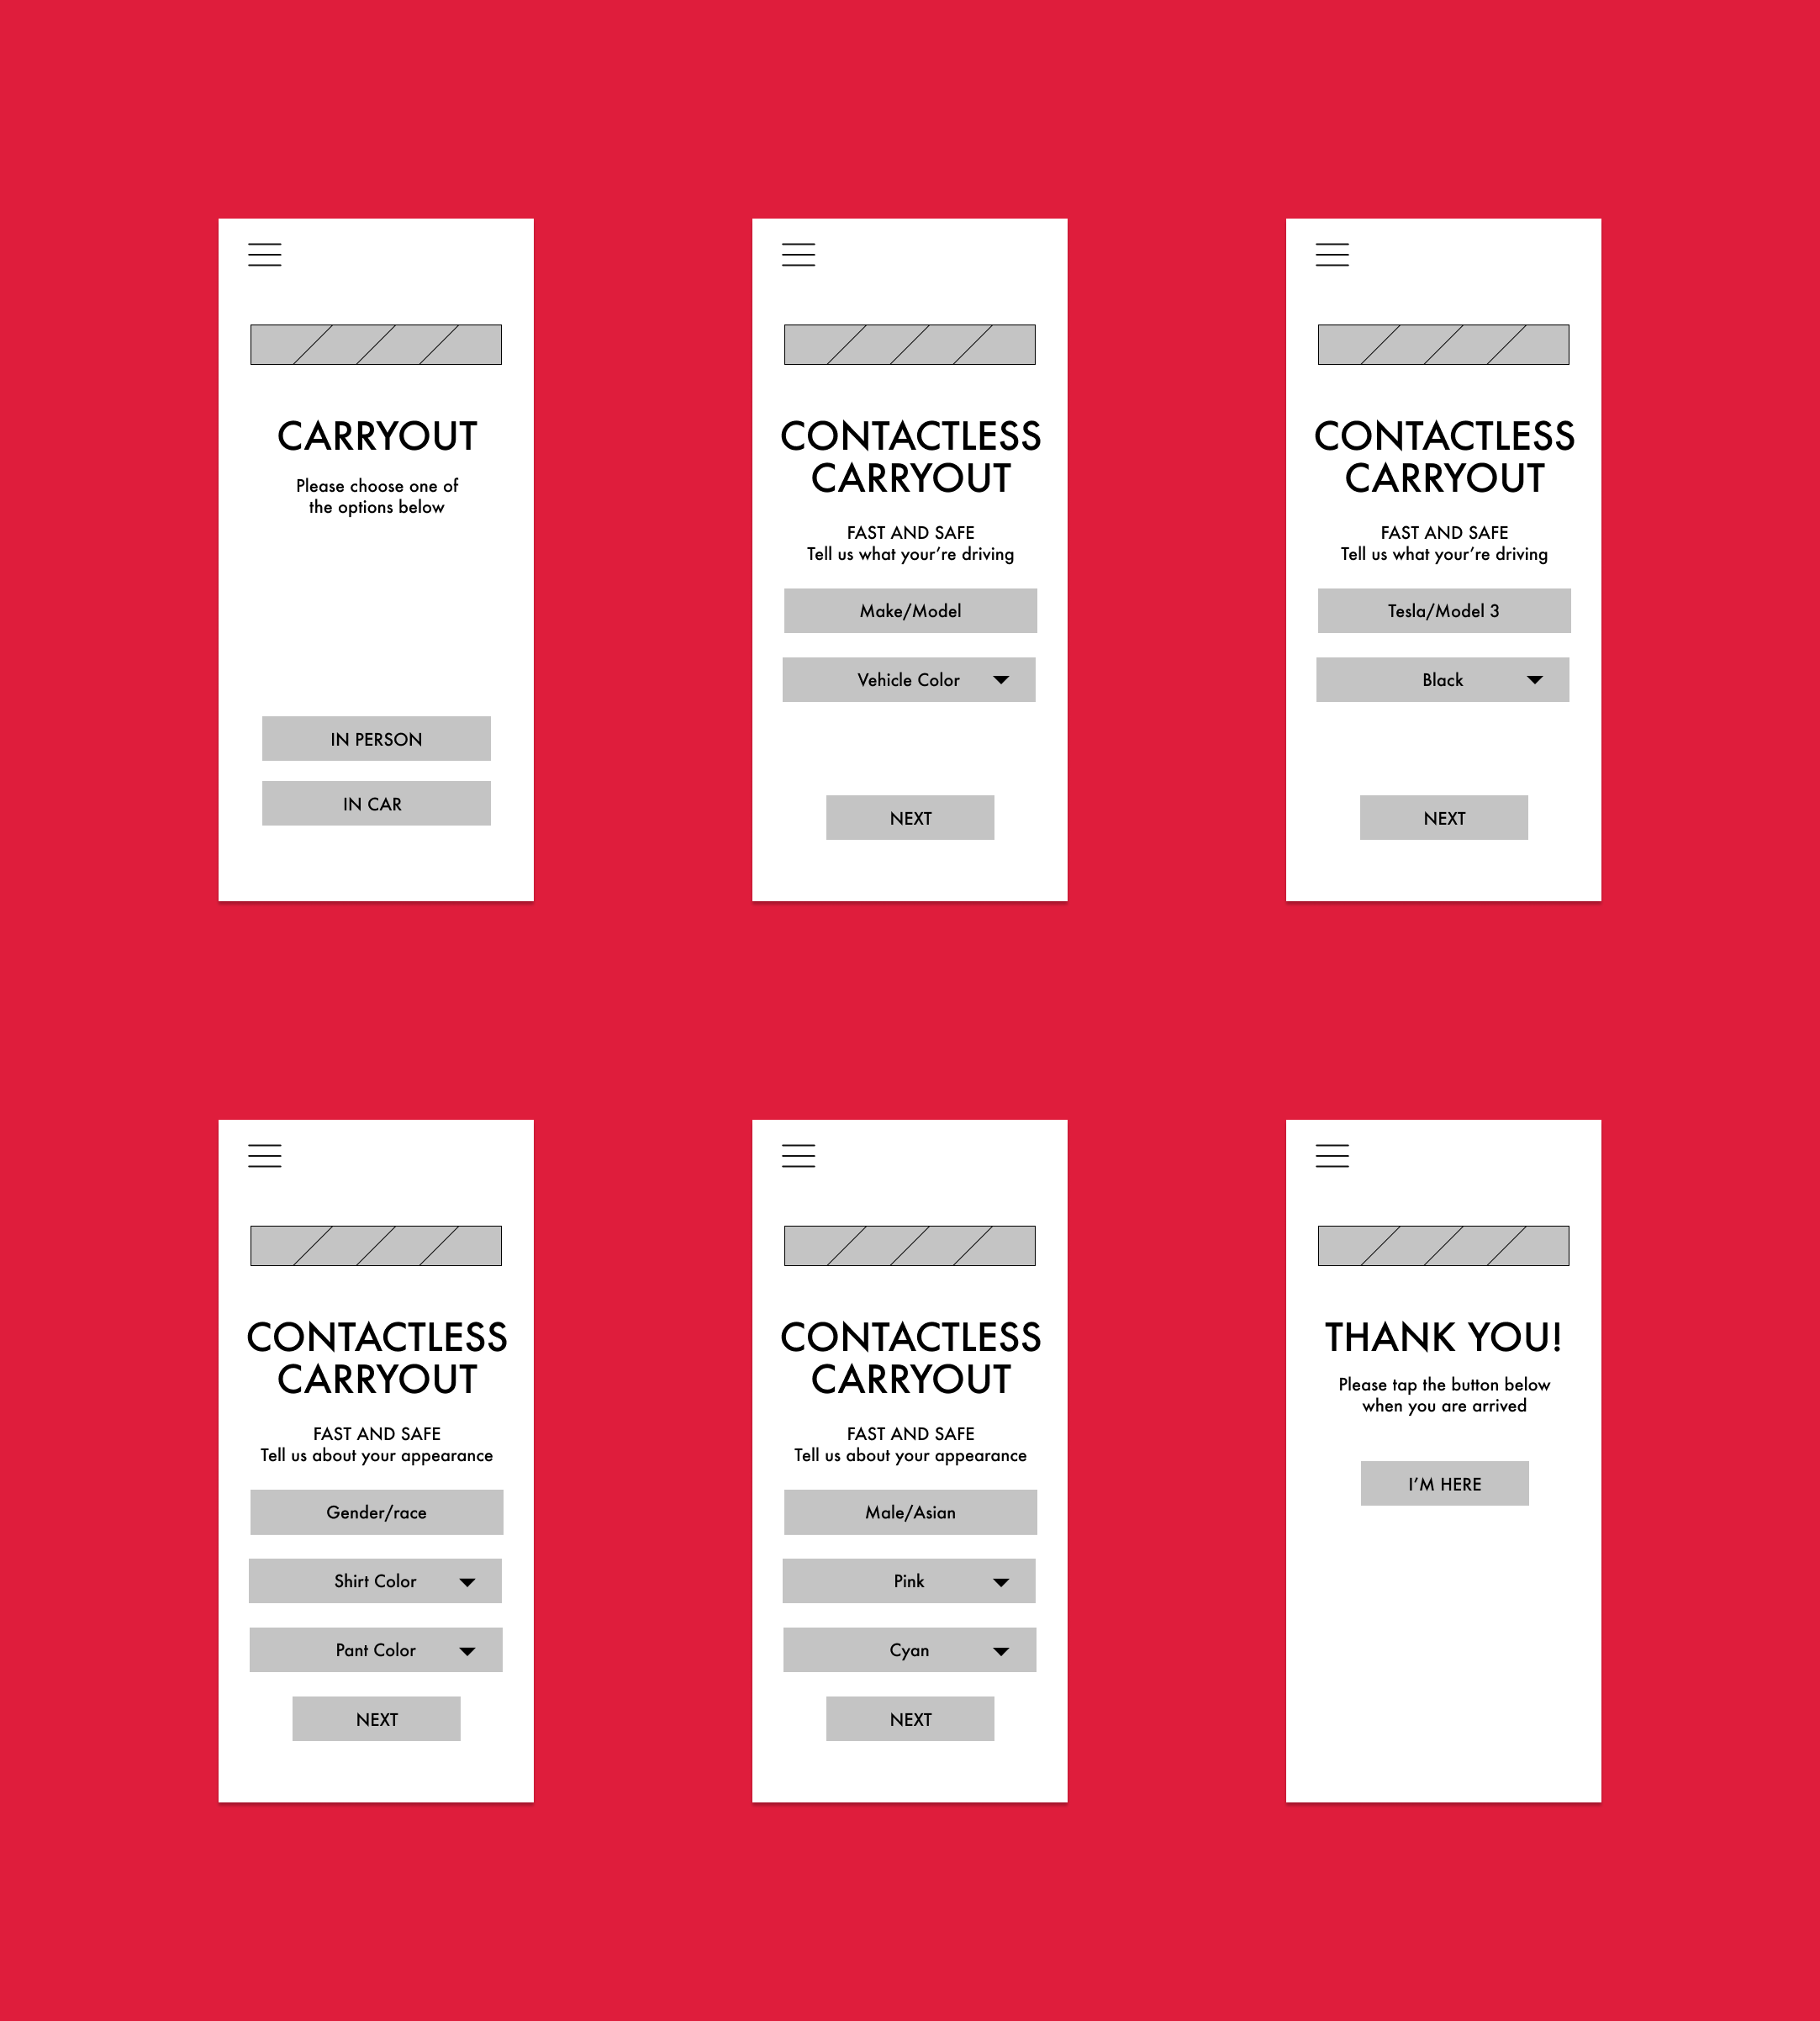 CARRYOUT
Please choose one of
the options below
IN PERSON
IN CAR
CONTACTLESS
CARRYOUT
FAST AND SAFE
Tell us what your’re driving
Make/Model
Vehicle Color
NEXT
CONTACTLESS
CARRYOUT
FAST AND SAFE
Tell us what your’re driving
Tesla/Model 3
Black
NEXT
CONTACTLESS
CARRYOUT
FAST AND SAFE
Tell us about your appearance
Gender/race
Shirt Color
Pant Color
NEXT
CONTACTLESS
CARRYOUT
FAST AND SAFE
Tell us about your appearance
Male/Asian
Pink
Cyan
NEXT
THANK YOU!
Please tap the button below
when you are arrived
I’M HERE